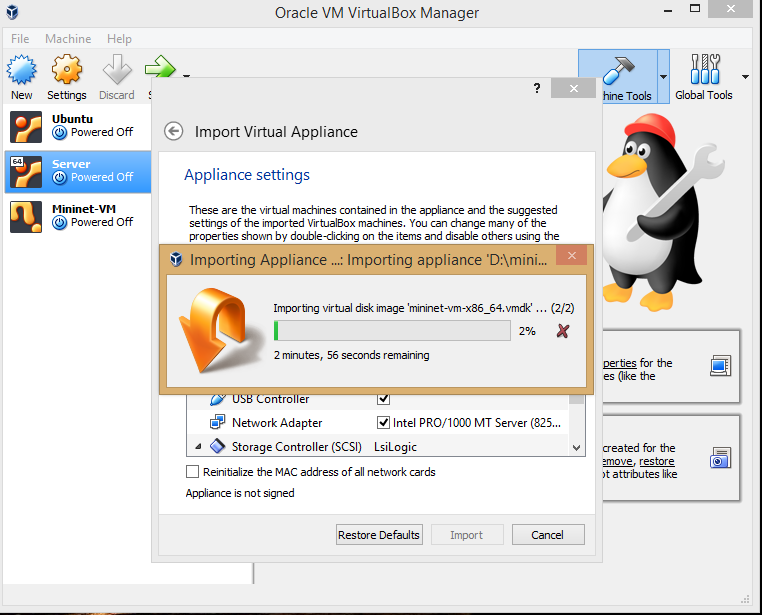 Oracle VM VirtualBox Manager
File Machine Help
New Settings Discard
hine Tools Global Tools
Ubuntu
Powered Off
64
Server
Powered Off
Mininet-VM
Powered Off
?
Import Virtual Appliance
Appliance settings
These are the virtual machines contained in the appliance and the suggested
settings of the imported VirtualBox machines. You can change many of the
properties shown by double-clicking on the items and disable others using the
Importing Appliance ...: Importing appliance 'D:\mini...
Importing virtual disk image 'mininet-vm-x86_64.vmdk' ... (2/2)
2%
2 minutes, 56 seconds remaining
USB Controller
Network Adapter Intel PRO/1000 MT Server (825...
Storage Controller (SCSI) LsiLogic
Reinitialize the MAC address of all network cards
Appliance is not signed
Restore Defaults Import Cancel
perties for the
es (like the
created for the
emove, restore
ot attributes like